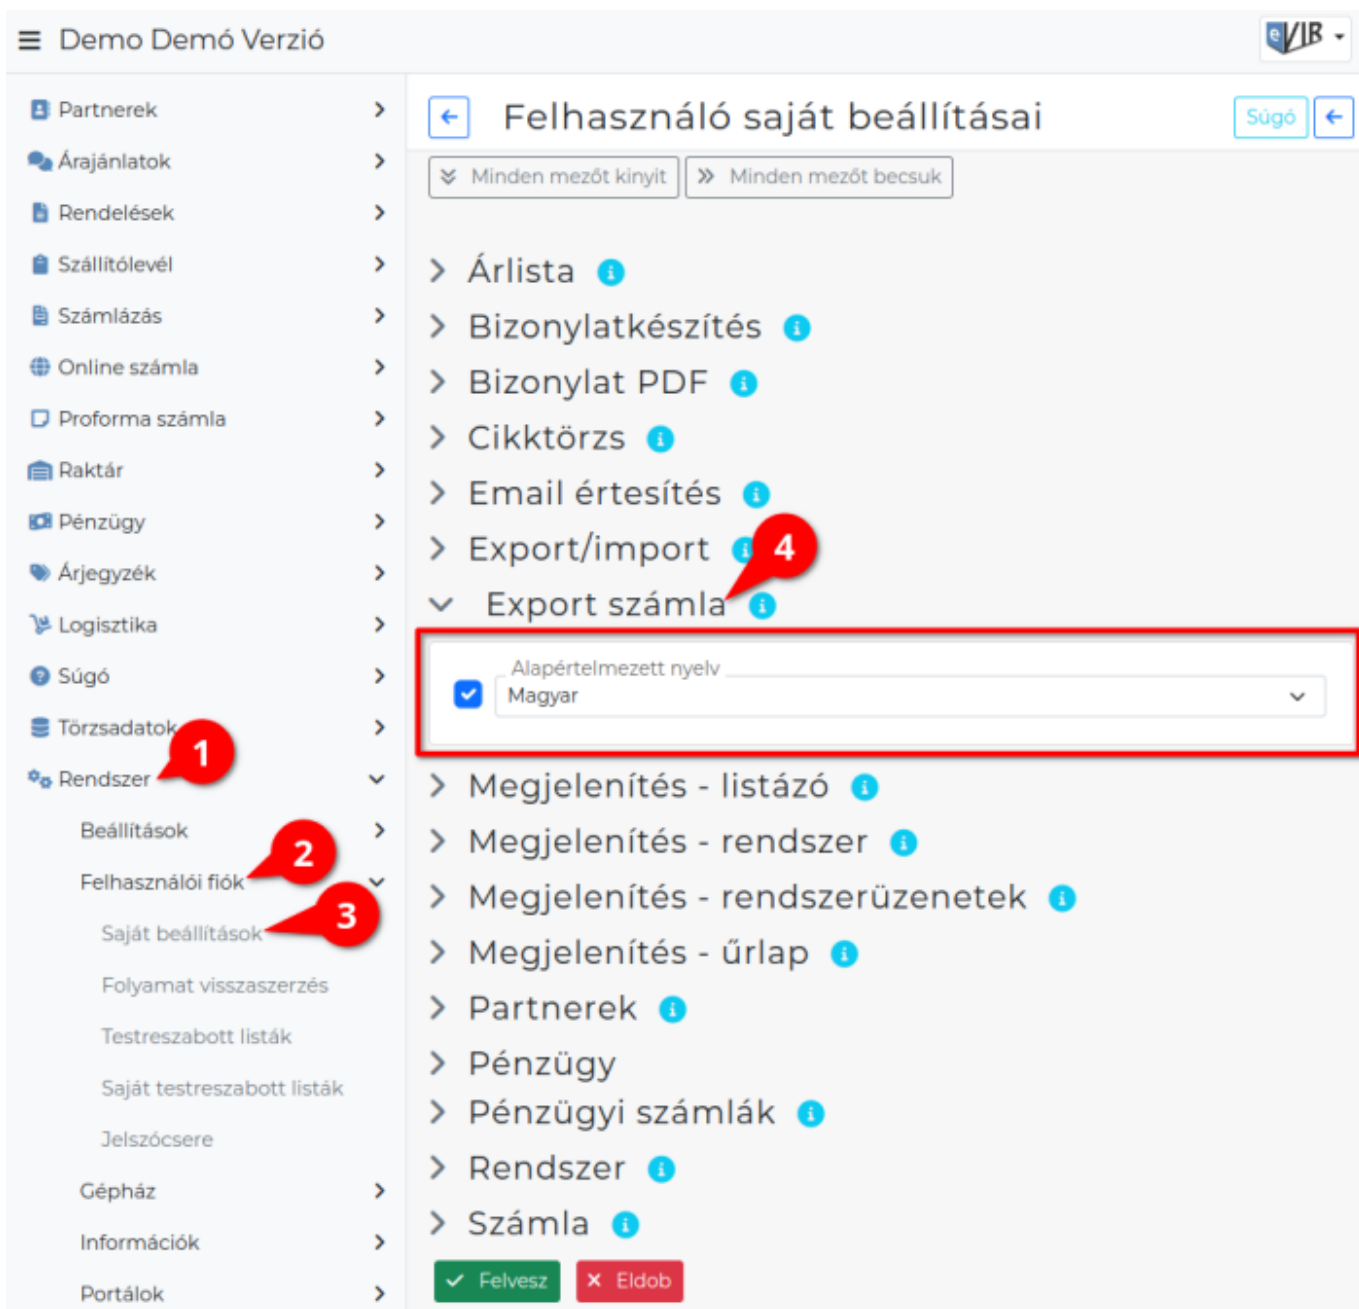 Demo Demó Verzió
eVIR
Partnerek
Árajánlatok
Rendelések
Szállítólevél
Számlázás
Online számla
Proforma számla
Raktár
Pénzügy
Árjegyzék
Logisztika
Súgó
Törzsadatok
1
Rendszer
Beállítások
2
Felhasználói fiók
3
Saját beállítások
Folyamat visszaszerzés
Testreszabott listák
Saját testreszabott listák
Jelszócsere
Gépház
Információk
Portálok
Felhasználó saját beállításai
Súgó
Minden mezőt kinyit
Minden mezőt becsuk
Árlista
Bizonylatkészítés
Bizonylat PDF
Cikktörzs
Email értesítés
Export/import
4
Export számla
Alapértelmezett nyelv
Magyar
Megjelenítés - listázó
Megjelenítés - rendszer
Megjelenítés - rendszerüzenetek
Megjelenítés - űrlap
Partnerek
Pénzügy
Pénzügyi számlák
Rendszer
Számla
Felvesz
Eldob